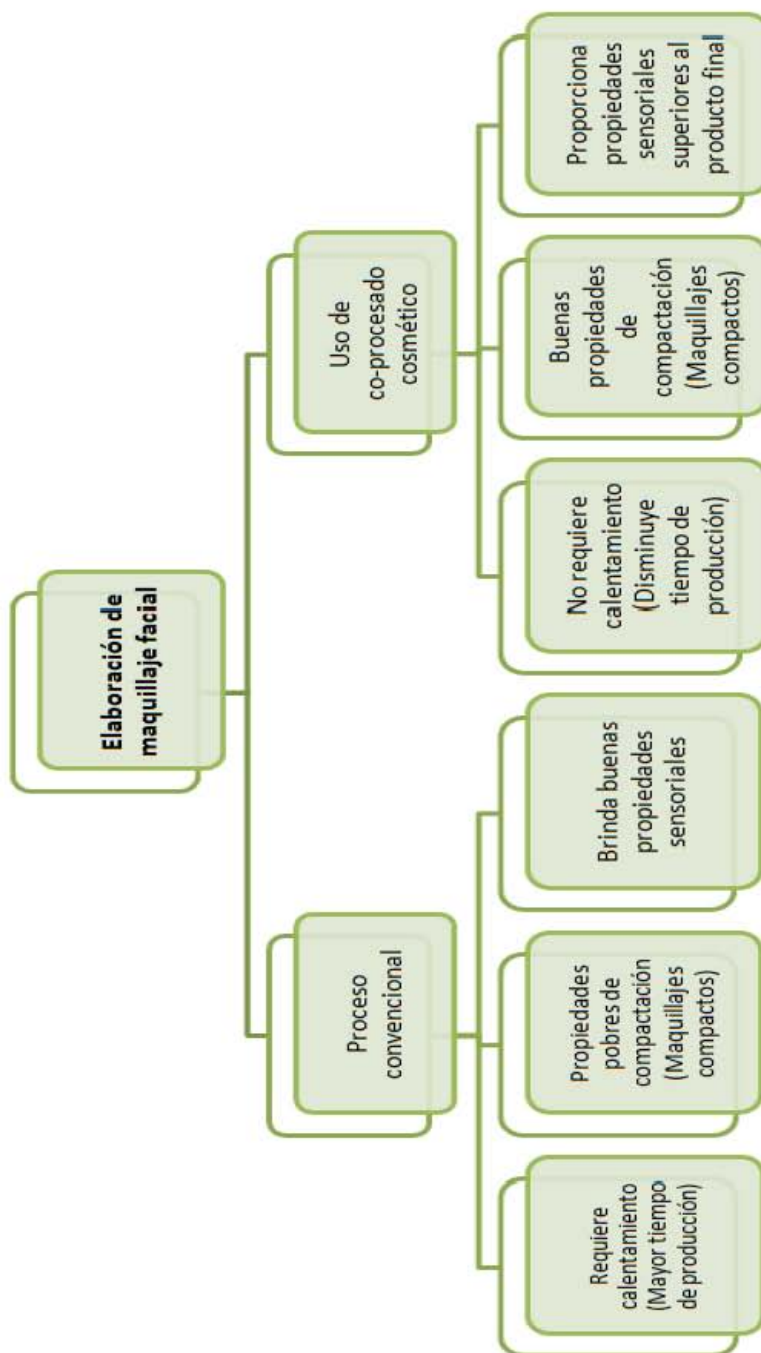 Elaboración de
maquillaje facial
Proceso
convencional
Uso de
co-procesado
cosmético
Requiere
calentamiento
(Mayor tiempo
de producción)
Propiedades
pobres de
compactación
(Maquillajes
compactos)
Brinda buenas
propiedades
sensoriales
No requiere
calentamiento
(Disminuye
tiempo de
producción)
Buenas
propiedades
de
compactación
(Maquillajes
compactos)
Proporciona
propiedades
sensoriales
superiores al
producto final